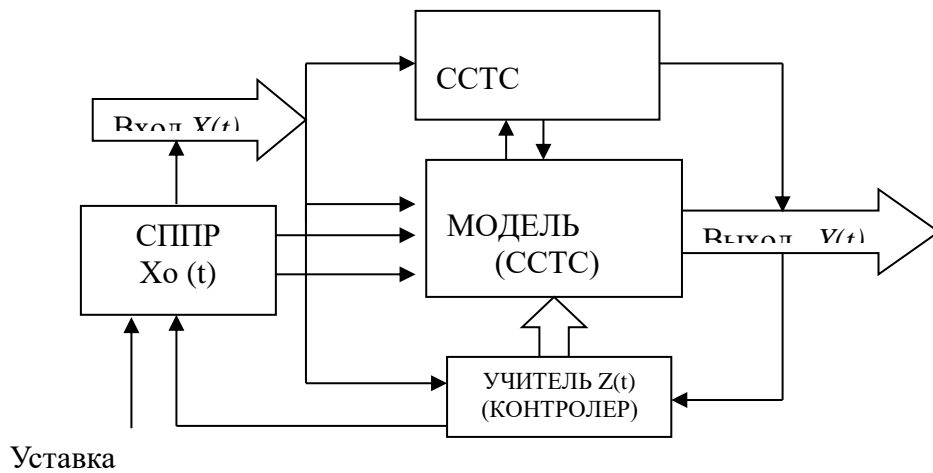 ССТС
Вход X(t)
СППР
Xo (t)
МОДЕЛЬ
(ССТС)
Выход Y(t)
УЧИТЕЛЬ Z(t)
(КОНТРОЛЕР)
Уставка